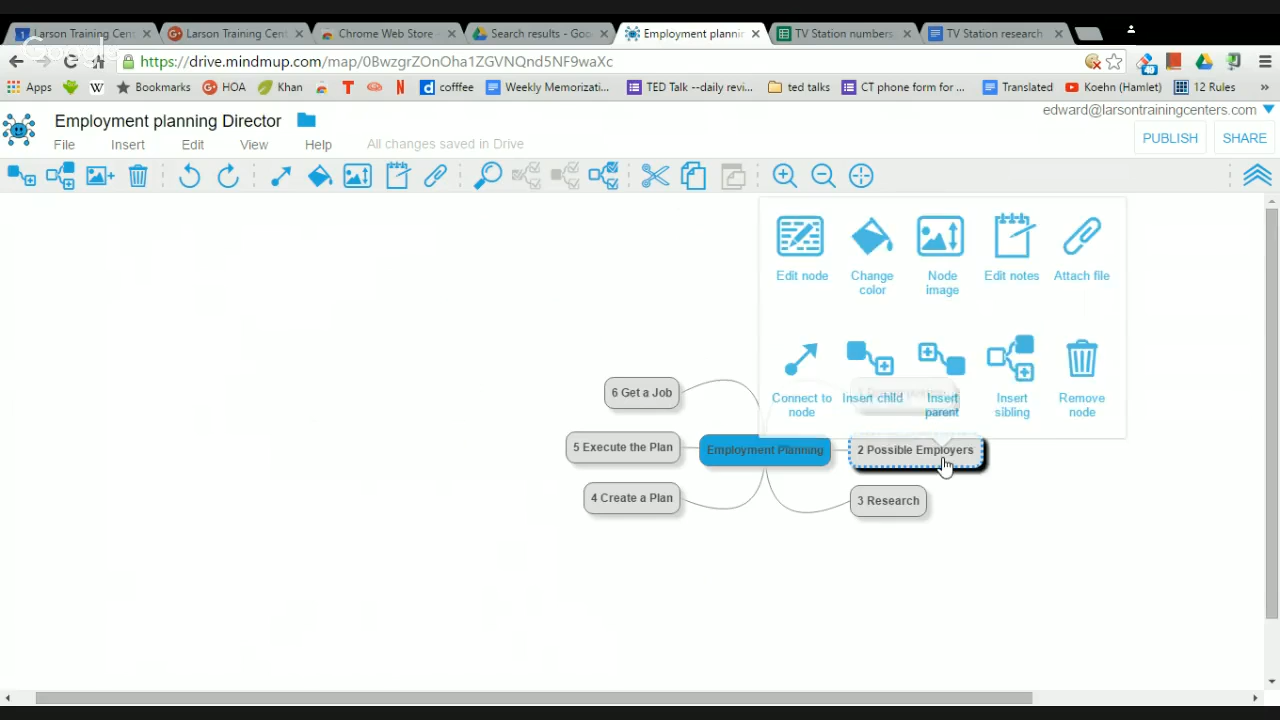 Larson Training Cent
Larson Training Cent
Chrome Web Store -
Search results - Goo
Employment plannin
TV Station numbers
TV Station research
Google
https://drive.mindmup.com/map/0BwzgrZOnOha1ZGVNQnd5NF9waXc
Apps
W
Bookmarks
HOA
Khan
T
N
cofffee
Weekly Memorizati...
TED Talk --daily revi...
ted talks
CT phone form for ...
Translated
Koehn (Hamlet)
12 Rules
»
edward@larsontrainingcenters.com
Employment planning Director
PUBLISH
SHARE
File
Insert
Edit
View
Help
All changes saved in Drive
Edit node
Change color
Node image
Edit notes
Attach file
Connect to node
Insert child
Insert parent
Insert sibling
Remove node
6 Get a Job
5 Execute the Plan
Employment Planning
2 Possible Employers
4 Create a Plan
3 Research